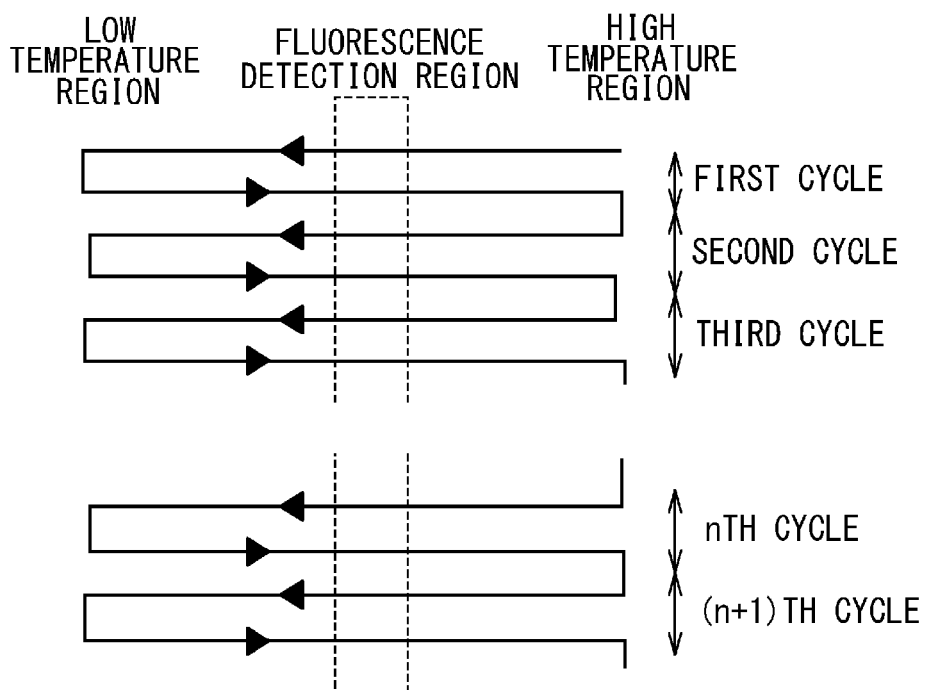 LOW
TEMPERATURE
REGION
FLUORESCENCE
DETECTION REGION
HIGH
TEMPERATURE
REGION
FIRST CYCLE
SECOND CYCLE
THIRD CYCLE
nTH CYCLE
(n+1)TH CYCLE